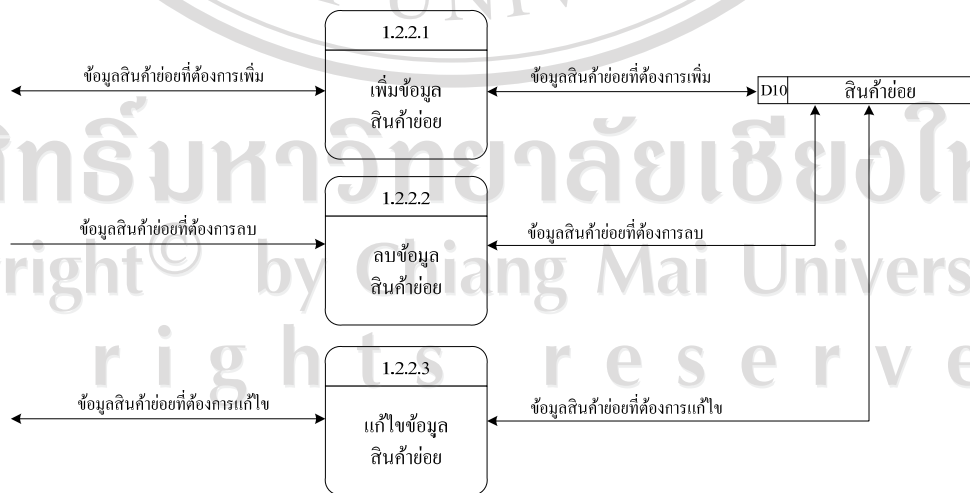 UNIV
1.2.2.1
ข้อมูลสินค้าย่อยที่ต้องการเพิ่ม
เพิ่มข้อมูล
สินค้าย่อย
ข้อมูลสินค้าย่อยที่ต้องการเพิ่ม
D10 สินค้าย่อย
สิทธิ์มหาวิทยาลัยเชียงให
1.2.2.2
ข้อมูลสินค้าย่อยที่ต้องการลบ
ลบข้อมูล
สินค้าย่อย
ข้อมูลสินค้าย่อยที่ต้องการลบ
right© by Chiang Mai Univers
rights reserve
1.2.2.3
ข้อมูลสินค้าย่อยที่ต้องการแก้ไข
แก้ไขข้อมูล
สินค้าย่อย
ข้อมูลสินค้าย่อยที่ต้องการแก้ไข